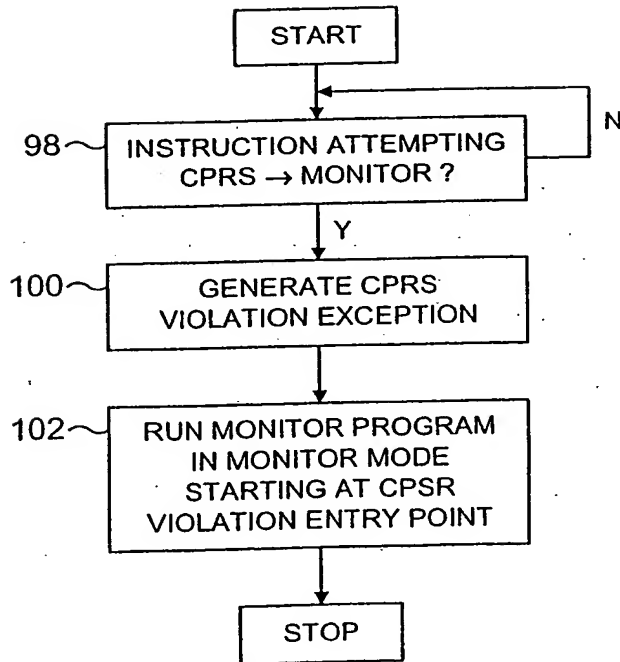 START
N
98
INSTRUCTION ATTEMPTING
CPRS → MONITOR ?
Y
100
GENERATE CPRS
VIOLATION EXCEPTION
102
RUN MONITOR PROGRAM
IN MONITOR MODE
STARTING AT CPSR
VIOLATION ENTRY POINT
STOP